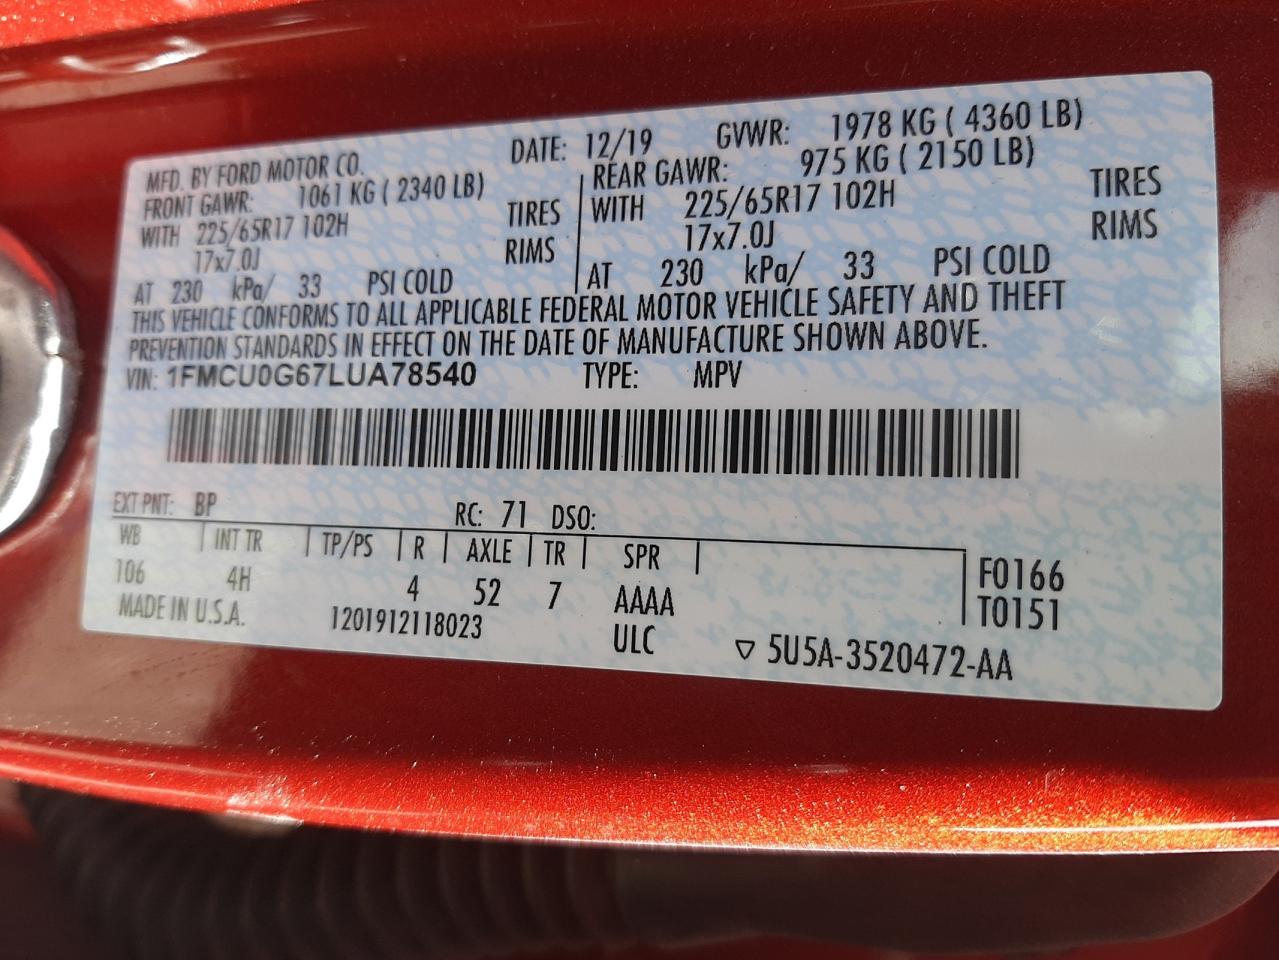 MFD. BY FORD MOTOR CO. DATE: 12/19 GVWR: 1978 KG ( 4360 LB)
FRONT GAWR: 1061 KG ( 2340 LB) REAR GAWR: 975 KG ( 2150 LB)
WITH 225/65R17 102H TIRES WITH 225/65R17 102H TIRES
17x7.0J RIMS 17x7.0J RIMS
AT 230 kPa/ 33 PSI COLD AT 230 kPa/ 33 PSI COLD
THIS VEHICLE CONFORMS TO ALL APPLICABLE FEDERAL MOTOR VEHICLE SAFETY AND THEFT
PREVENTION STANDARDS IN EFFECT ON THE DATE OF MANUFACTURE SHOWN ABOVE.
VIN: 1FMCU0G67LUA78540 TYPE: MPV
EXT PNT: BP RC: 71 DSO:
WB INT TR TP/PS R AXLE TR SPR F0166
106 4H 4 52 7 AAAA T0151
MADE IN U.S.A. 1201912118023 ULC ▽ 5U5A-3520472-AA